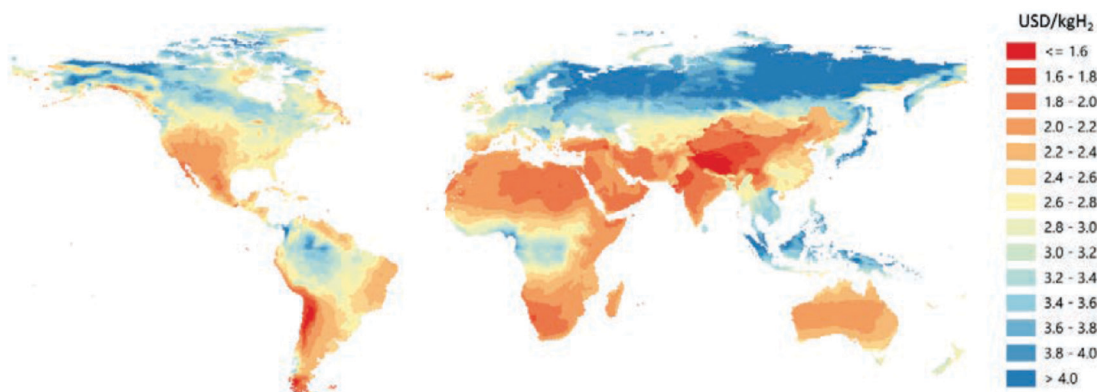 USD/kgH₂
<= 1.6
1.6 - 1.8
1.8 - 2.0
2.0 - 2.2
2.2 - 2.4
2.4 - 2.6
2.6 - 2.8
2.8 - 3.0
3.0 - 3.2
3.2 - 3.4
3.4 - 3.6
3.6 - 3.8
3.8 - 4.0
> 4.0